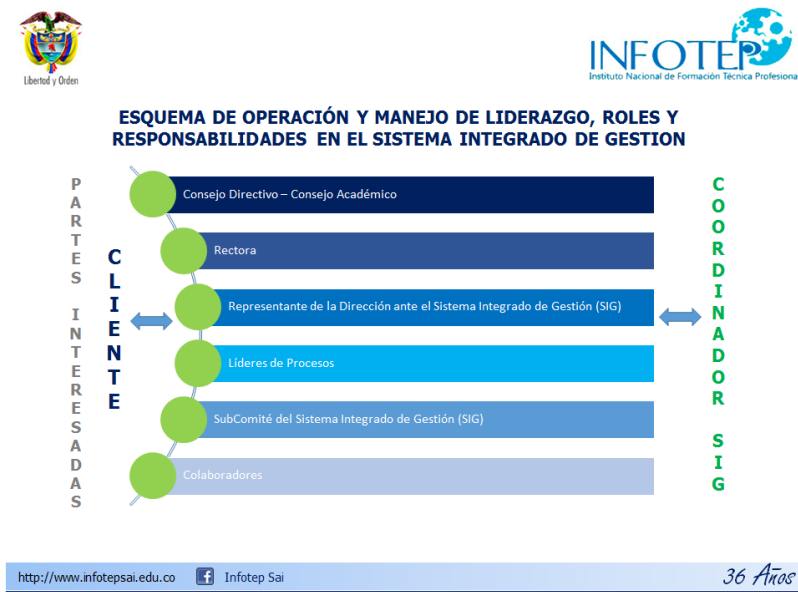 Libertad y Orden
INFOTEP
Instituto Nacional de Formación Técnica Profesiona
ESQUEMA DE OPERACIÓN Y MANEJO DE LIDERAZGO, ROLES Y
RESPONSABILIDADES EN EL SISTEMA INTEGRADO DE GESTION
PARTES INTERESADAS
CLIENTE
Consejo Directivo – Consejo Académico
Rectora
Representante de la Dirección ante el Sistema Integrado de Gestión (SIG)
Líderes de Procesos
SubComité del Sistema Integrado de Gestión (SIG)
Colaboradores
COORDINADOR SIG
http://www.infotepsai.edu.co
Infotep Sai
36 Años